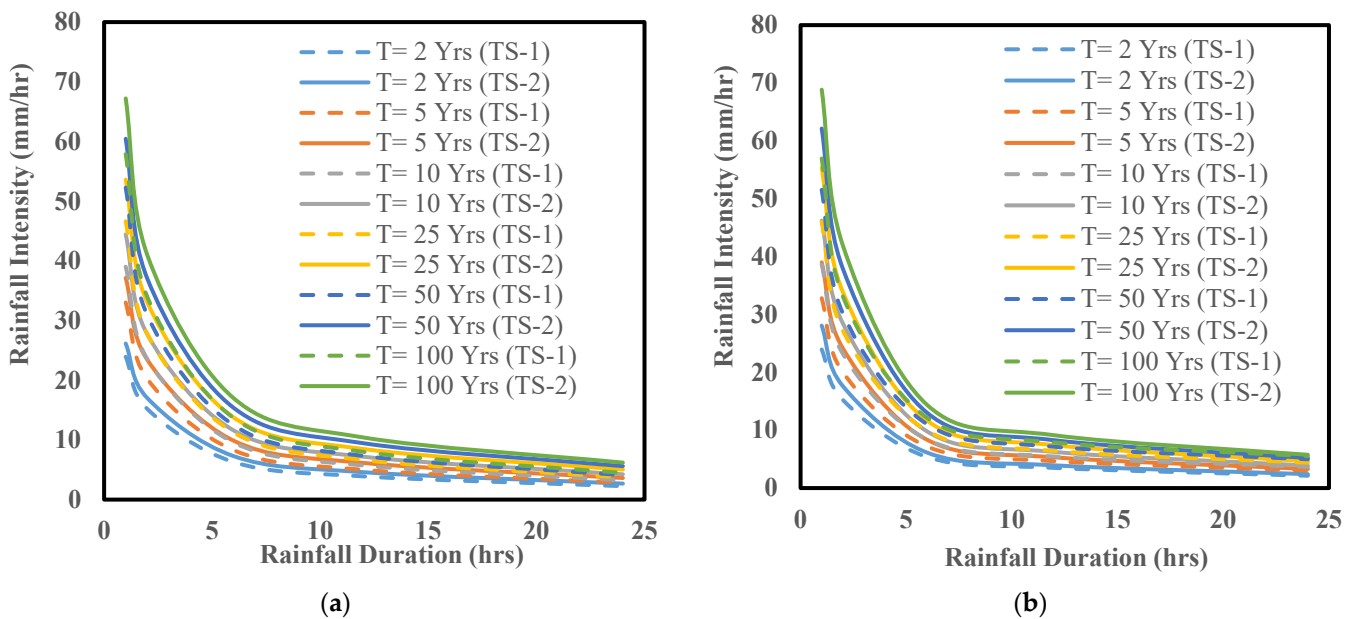 80
70
60
50
40
30
20
10
0
Rainfall Intensity (mm/hr)
T= 2 Yrs (TS-1)
T= 2 Yrs (TS-2)
T= 5 Yrs (TS-1)
T= 5 Yrs (TS-2)
T= 10 Yrs (TS-1)
T= 10 Yrs (TS-2)
T= 25 Yrs (TS-1)
T= 25 Yrs (TS-2)
T= 50 Yrs (TS-1)
T= 50 Yrs (TS-2)
T= 100 Yrs (TS-1)
T= 100 Yrs (TS-2)
0 5 10 15 20 25
Rainfall Duration (hrs)
(a)
80
70
60
50
40
30
20
10
0
Rainfall Intensity (mm/hr)
T= 2 Yrs (TS-1)
T= 2 Yrs (TS-2)
T= 5 Yrs (TS-1)
T= 5 Yrs (TS-2)
T= 10 Yrs (TS-1)
T= 10 Yrs (TS-2)
T= 25 Yrs (TS-1)
T= 25 Yrs (TS-2)
T= 50 Yrs (TS-1)
T= 50 Yrs (TS-2)
T= 100 Yrs (TS-1)
T= 100 Yrs (TS-2)
0 5 10 15 20 25
Rainfall Duration (hrs)
(b)